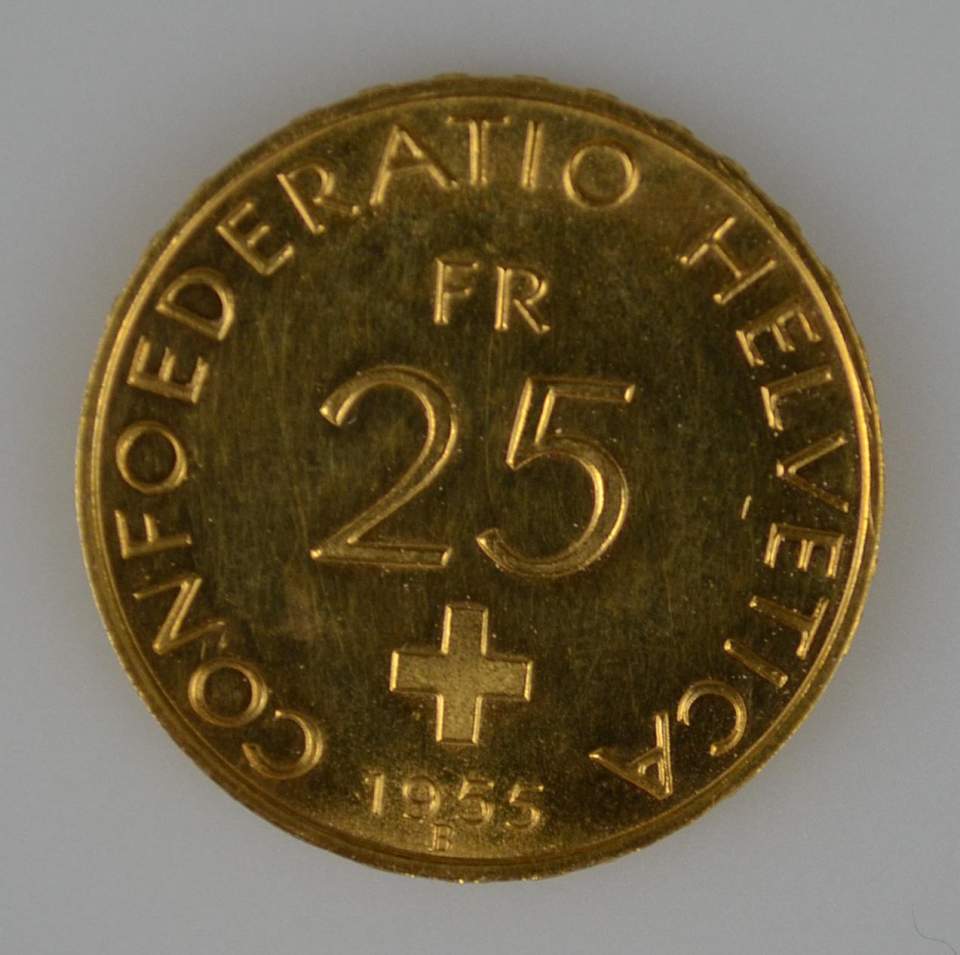 CONFOEDERATIO HELVETICA
FR
25
1955
B